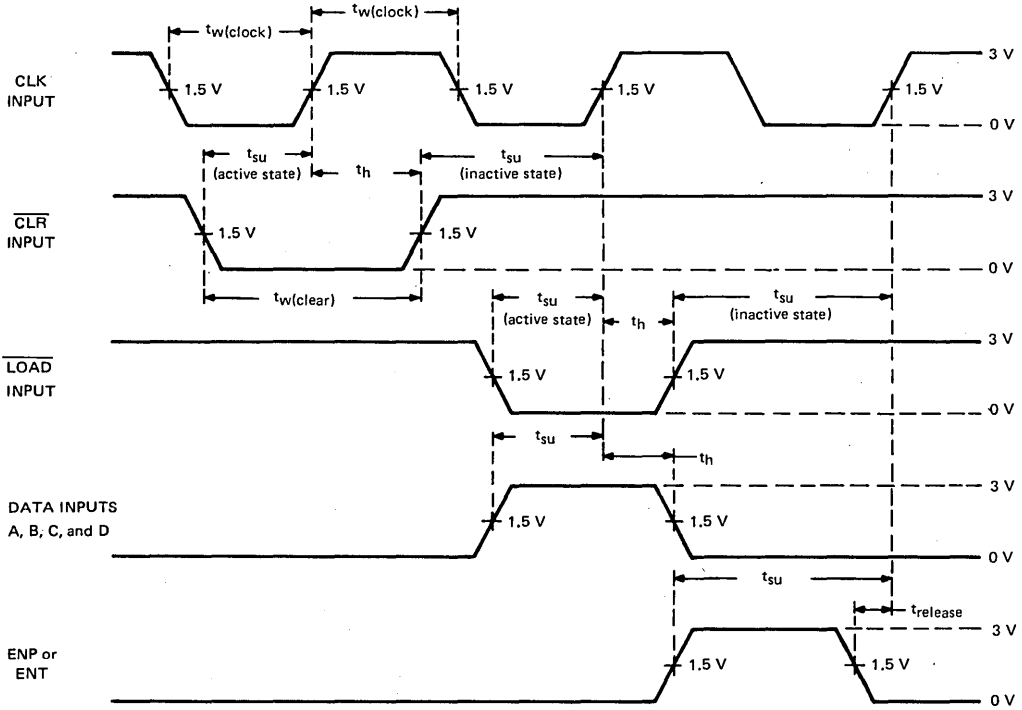 tw(clock)
tw(clock)
CLK
INPUT
1.5 V
1.5 V
1.5 V
1.5 V
1.5 V
3 V
0 V
tsu
(active state)
th
tsu
(inactive state)
CLR
INPUT
1.5 V
1.5 V
3 V
0 V
tw(clear)
tsu
(active state)
th
tsu
(inactive state)
LOAD
INPUT
1.5 V
1.5 V
3 V
0 V
tsu
th
DATA INPUTS
A, B, C, and D
1.5 V
1.5 V
3 V
0 V
tsu
trelease
ENP or
ENT
1.5 V
1.5 V
3 V
0 V